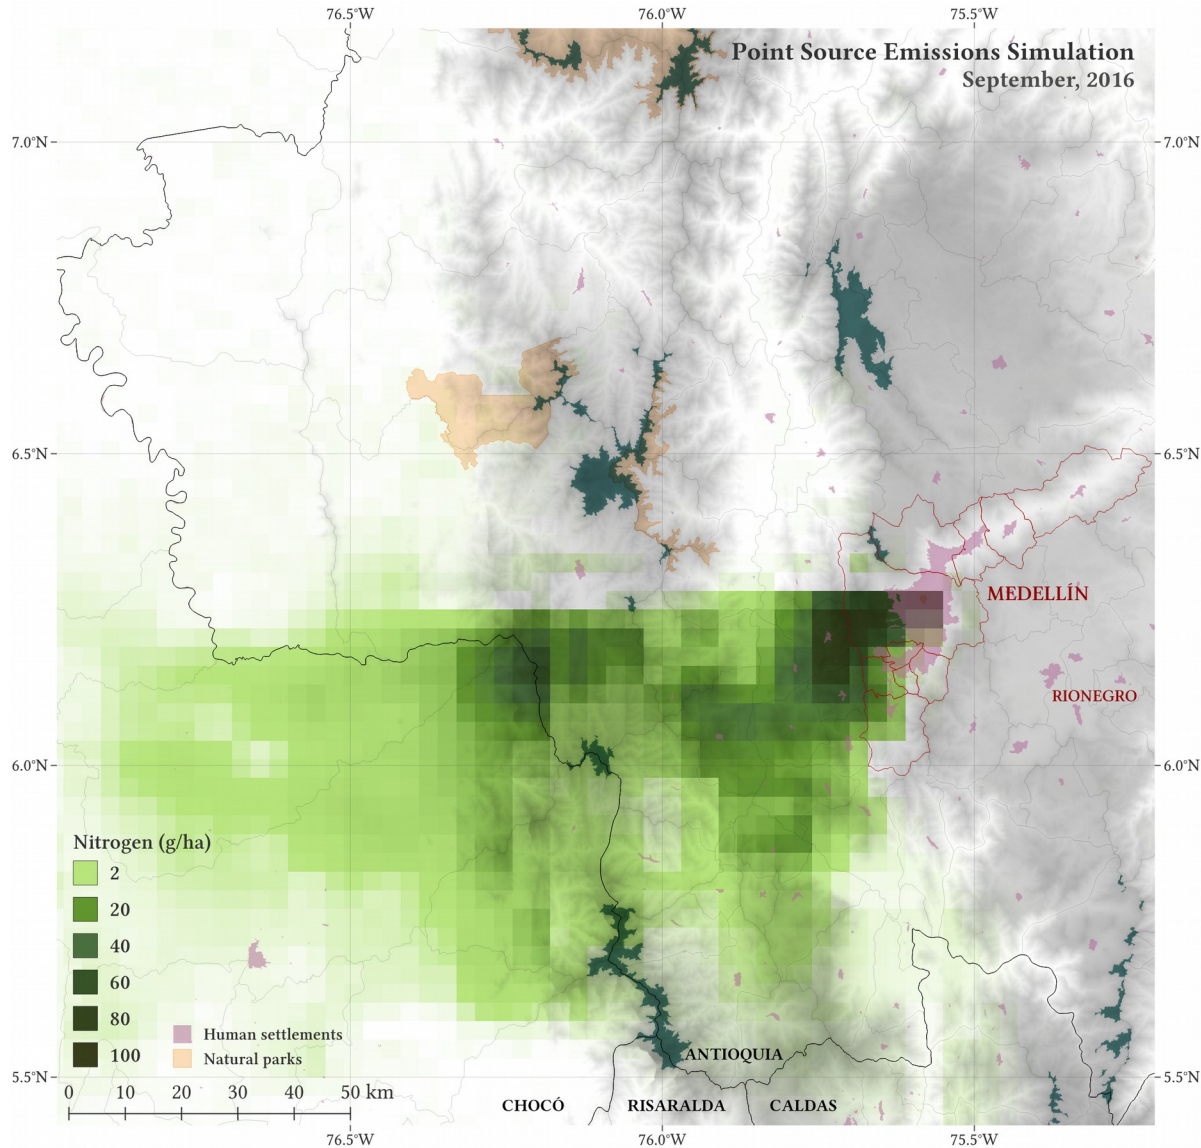 76.5°W
76.0°W
75.5°W
Point Source Emissions Simulation
September, 2016
7.0°N
7.0°N
6.5°N
6.5°N
MEDELLÍN
RIONEGRO
6.0°N
6.0°N
Nitrogen (g/ha)
2
20
40
60
80
100
Human settlements
Natural parks
ANTIOQUIA
5.5°N
5.5°N
0 10 20 30 40 50 km
CHOCÓ
RISARALDA
CALDAS
76.5°W
76.0°W
75.5°W